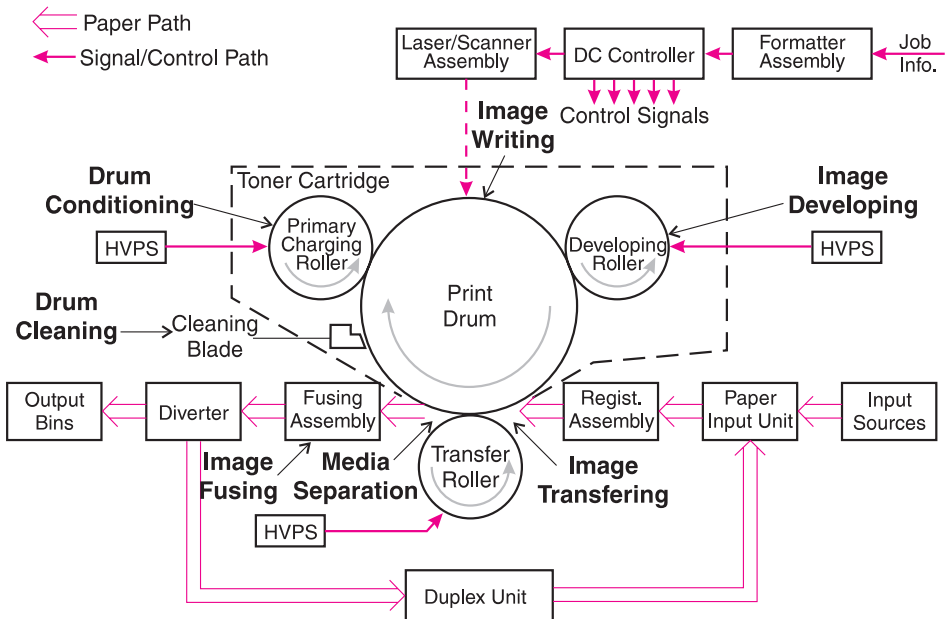 Paper Path
Signal/Control Path
Laser/Scanner
Assembly
DC Controller
Formatter
Assembly
Job
Info.
Control Signals
Image
Writing
Toner Cartridge
Drum
Conditioning
Primary
Charging
Roller
HVPS
Image
Developing
Developing
Roller
HVPS
Print
Drum
Drum
Cleaning
Cleaning
Blade
Output
Bins
Diverter
Fusing
Assembly
Regist.
Assembly
Paper
Input Unit
Input
Sources
Image
Fusing
Media
Separation
Transfer
Roller
Image
Transfering
HVPS
Duplex Unit